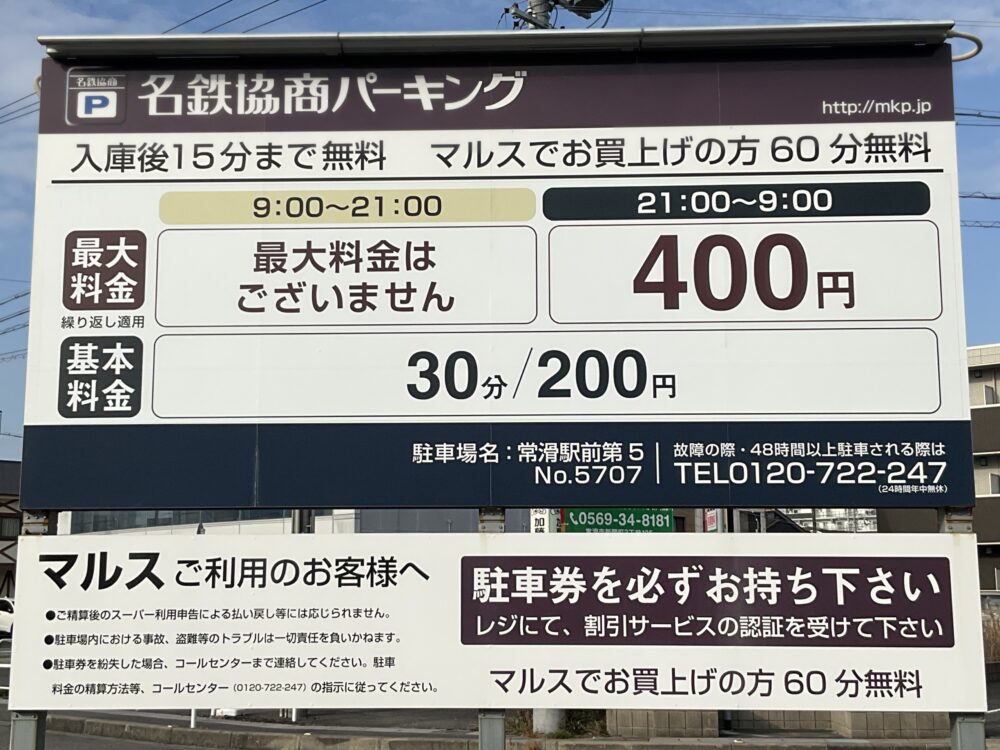 名鉄協商
P
名鉄協商パーキング
http://mkp.jp
入庫後15分まで無料 マルスでお買上げの方60分無料
9:00～21:00
21:00～9:00
最大
料金
繰り返し適用
最大料金は
ございません
400円
基本
料金
30分/200円
駐車場名：常滑駅前第5
No.5707
故障の際・48時間以上駐車される際は
TEL0120-722-247
(24時間年中無休)
加藤
0569-34-8181
マルス ご利用のお客様へ
●ご精算後のスーパー利用申告による払い戻し等には応じられません。
●駐車場内における事故、盗難等のトラブルは一切責任を負いかねます。
●駐車券を紛失した場合、コールセンターまで連絡してください。駐車
料金の精算方法等、コールセンター（0120-722-247）の指示に従ってください。
駐車券を必ずお持ち下さい
レジにて、割引サービスの認証を受けて下さい
マルスでお買上げの方60分無料